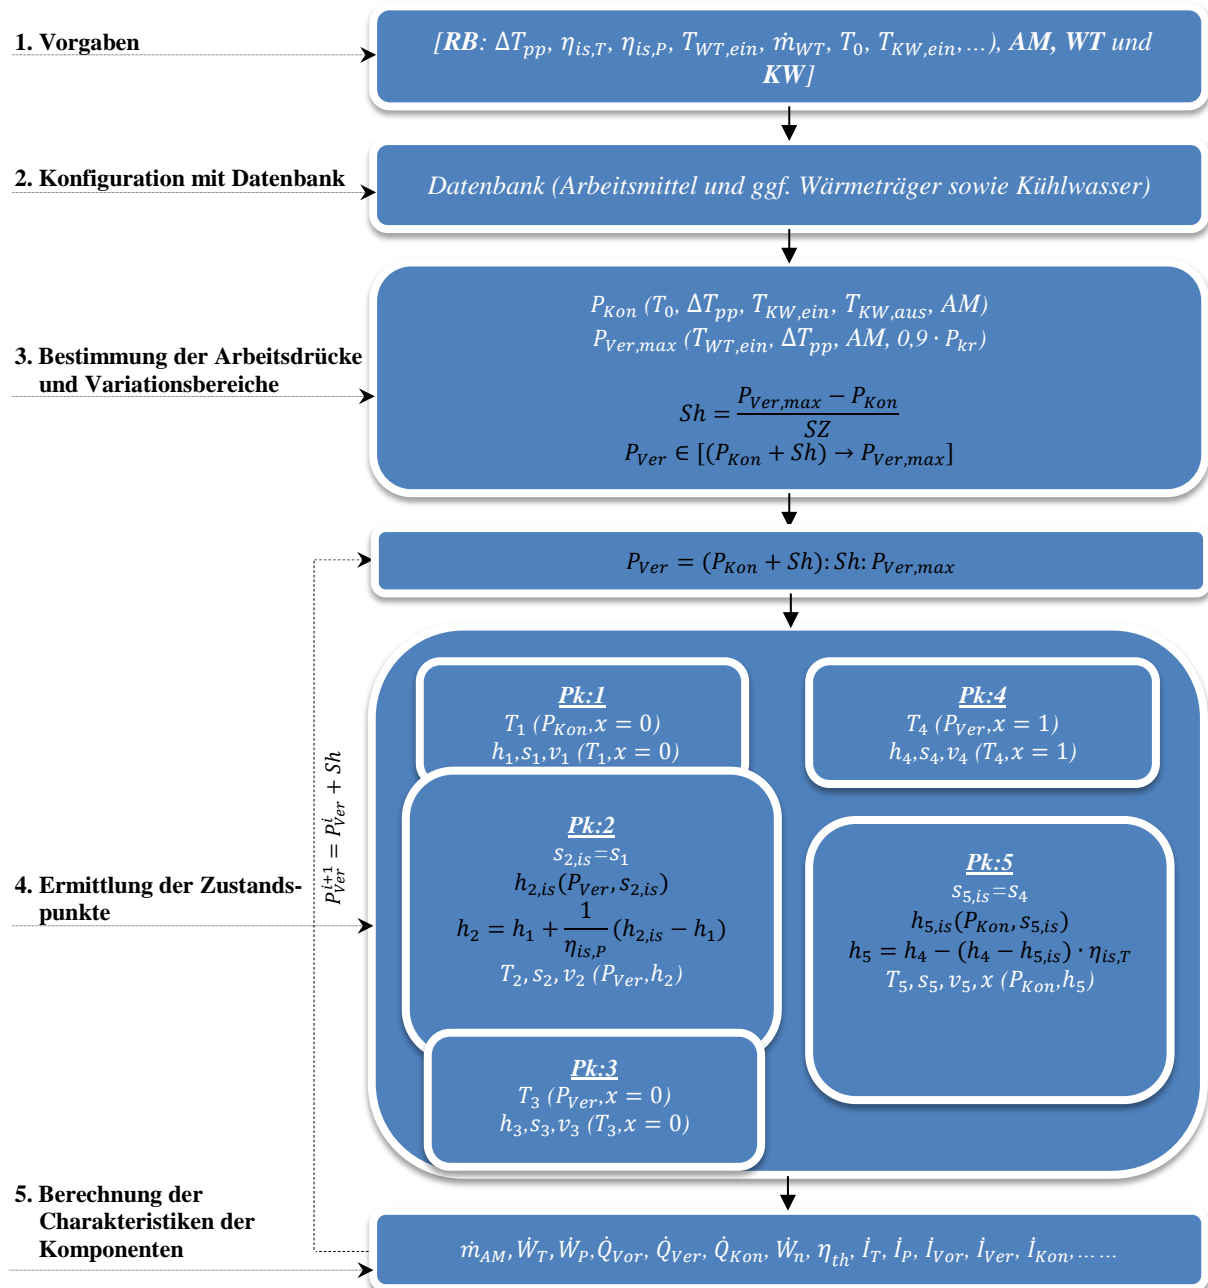 1. Vorgaben
[RB: ΔT_pp, η_is,T, η_is,P, T_WT,ein, ṁ_WT, T_0, T_KW,ein, …), AM, WT und
KW]
2. Konfiguration mit Datenbank
Datenbank (Arbeitsmittel und ggf. Wärmeträger sowie Kühlwasser)
3. Bestimmung der Arbeitsdrücke
und Variationsbereiche
P_Kon (T_0, ΔT_pp, T_KW,ein, T_KW,aus, AM)
P_Ver,max (T_WT,ein, ΔT_pp, AM, 0,9 · P_kr)
Sh = (P_Ver,max − P_Kon) / SZ
P_Ver ∈ [(P_Kon + Sh) → P_Ver,max]
P_Ver = (P_Kon + Sh): Sh: P_Ver,max
P_Ver^i+1 = P_Ver^i + Sh
4. Ermittlung der Zustands-
punkte
Pk:1
T_1 (P_Kon, x = 0)
h_1, s_1, v_1 (T_1, x = 0)
Pk:2
s_2,is=s_1
h_2,is(P_Ver, s_2,is)
h_2 = h_1 + 1/η_is,P (h_2,is − h_1)
T_2, s_2, v_2 (P_Ver, h_2)
Pk:3
T_3 (P_Ver, x = 0)
h_3, s_3, v_3 (T_3, x = 0)
Pk:4
T_4 (P_Ver, x = 1)
h_4, s_4, v_4 (T_4, x = 1)
Pk:5
s_5,is=s_4
h_5,is(P_Kon, s_5,is)
h_5 = h_4 − (h_4 − h_5,is) · η_is,T
T_5, s_5, v_5, x (P_Kon, h_5)
5. Berechnung der
Charakteristiken der
Komponenten
ṁ_AM, Ẇ_T, Ẇ_P, Q̇_Vor, Q̇_Ver, Q̇_Kon, Ẇ_n, η_th, İ_T, İ_P, İ_Vor, İ_Ver, İ_Kon, … …